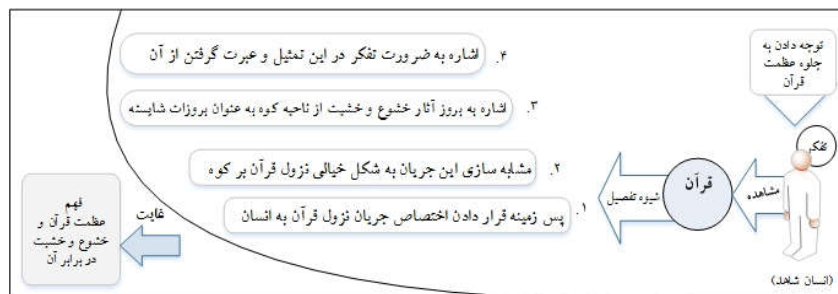 توجه دادن به
جلوه عظمت
قرآن
تفکر
مشاهده
(انسان شاهد)
قرآن
شیوه تفصیل
۴. اشاره به ضرورت تفکر در این تمثیل و عبرت گرفتن از آن
۳. اشاره به بروز آثار خشوع و خشیت از ناحیه کوه به عنوان بروزات شایسته
۲. مشابه سازی این جریان به شکل خیالی نزول قرآن بر کوه
۱. پس زمینه قرار دادن اختصاص جریان نزول قرآن به انسان
غایت
فهم
عظمت قرآن و
خشوع و خشیت
در برابر آن